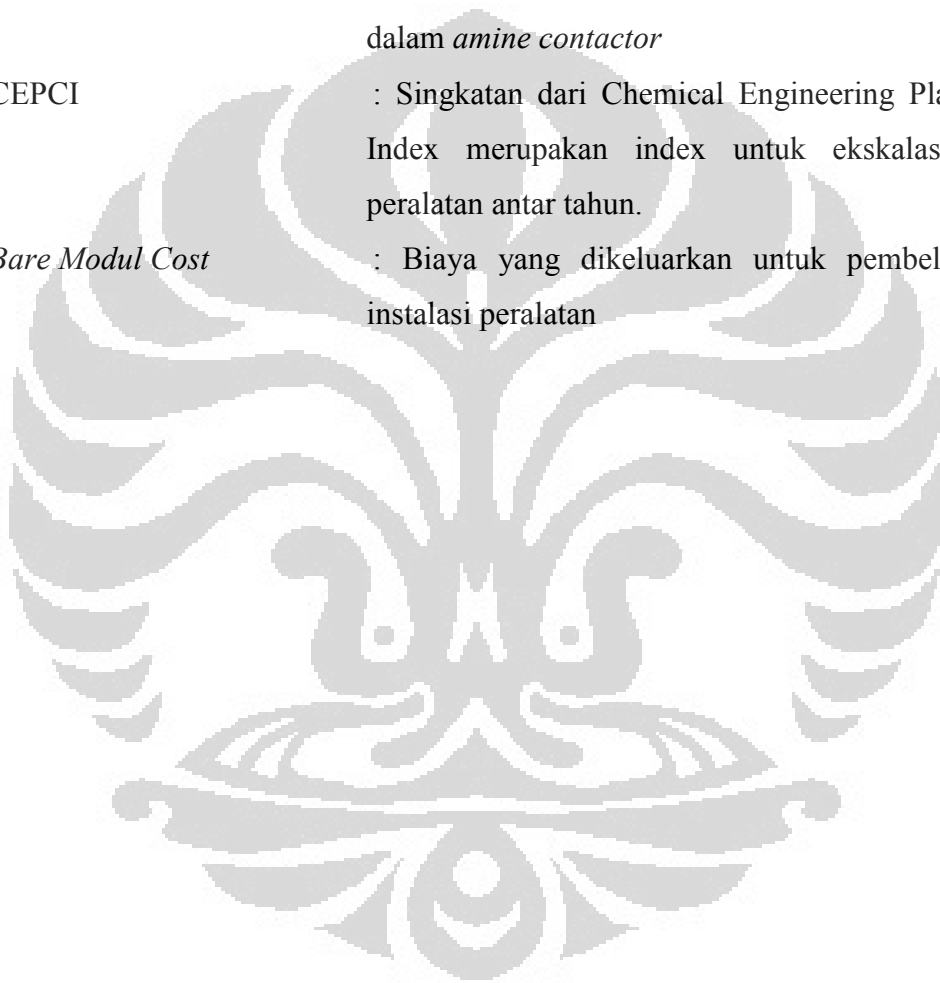 dalam amine contactor
CEPCI : Singkatan dari Chemical Engineering Pla
Index merupakan index untuk ekskalas
peralatan antar tahun.
Bare Modul Cost : Biaya yang dikeluarkan untuk pembel
instalasi peralatan